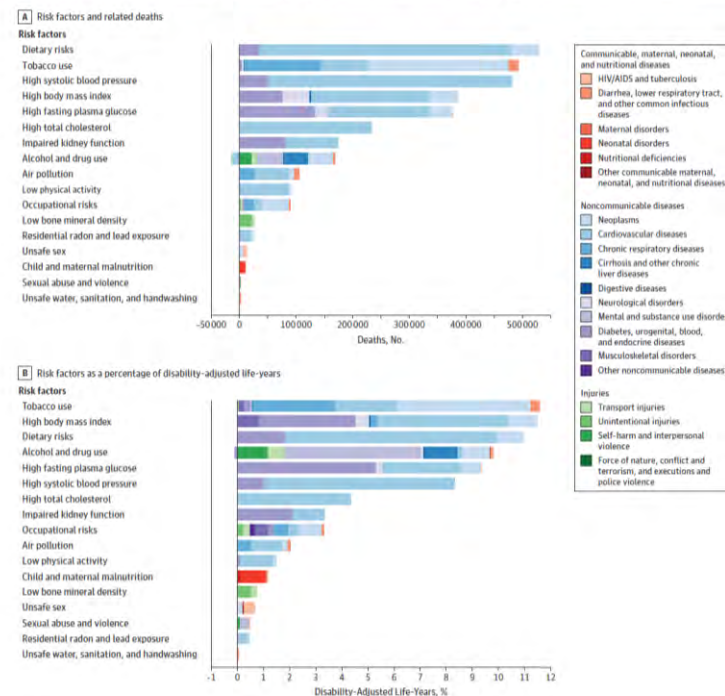 A Risk factors and related deaths
Risk factors
Dietary risks
Tobacco use
High systolic blood pressure
High body mass index
High fasting plasma glucose
High total cholesterol
Impaired kidney function
Alcohol and drug use
Air pollution
Low physical activity
Occupational risks
Low bone mineral density
Residential radon and lead exposure
Unsafe sex
Child and maternal malnutrition
Sexual abuse and violence
Unsafe water, sanitation, and handwashing
-50000 0 100000 200000 300000 400000 500000
Deaths, No.
B Risk factors as a percentage of disability-adjusted life-years
Risk factors
Tobacco use
High body mass index
Dietary risks
Alcohol and drug use
High fasting plasma glucose
High systolic blood pressure
High total cholesterol
Impaired kidney function
Occupational risks
Air pollution
Low physical activity
Child and maternal malnutrition
Low bone mineral density
Unsafe sex
Sexual abuse and violence
Residential radon and lead exposure
Unsafe water, sanitation, and handwashing
-1 0 1 2 3 4 5 6 7 8 9 10 11 12
Disability-Adjusted Life-Years, %
Communicable, maternal, neonatal,
and nutritional diseases
HIV/AIDS and tuberculosis
Diarrhea, lower respiratory tract,
and other common infectious
diseases
Maternal disorders
Neonatal disorders
Nutritional deficiencies
Other communicable maternal,
neonatal, and nutritional diseases
Noncommunicable diseases
Neoplasms
Cardiovascular diseases
Chronic respiratory diseases
Cirrhosis and other chronic
liver diseases
Digestive diseases
Neurological disorders
Mental and substance use disorde
Diabetes, urogenital, blood,
and endocrine diseases
Musculoskeletal disorders
Other noncommunicable diseases
Injuries
Transport injuries
Unintentional injuries
Self-harm and interpersonal
violence
Force of nature, conflict and
terrorism, and executions and
police violence